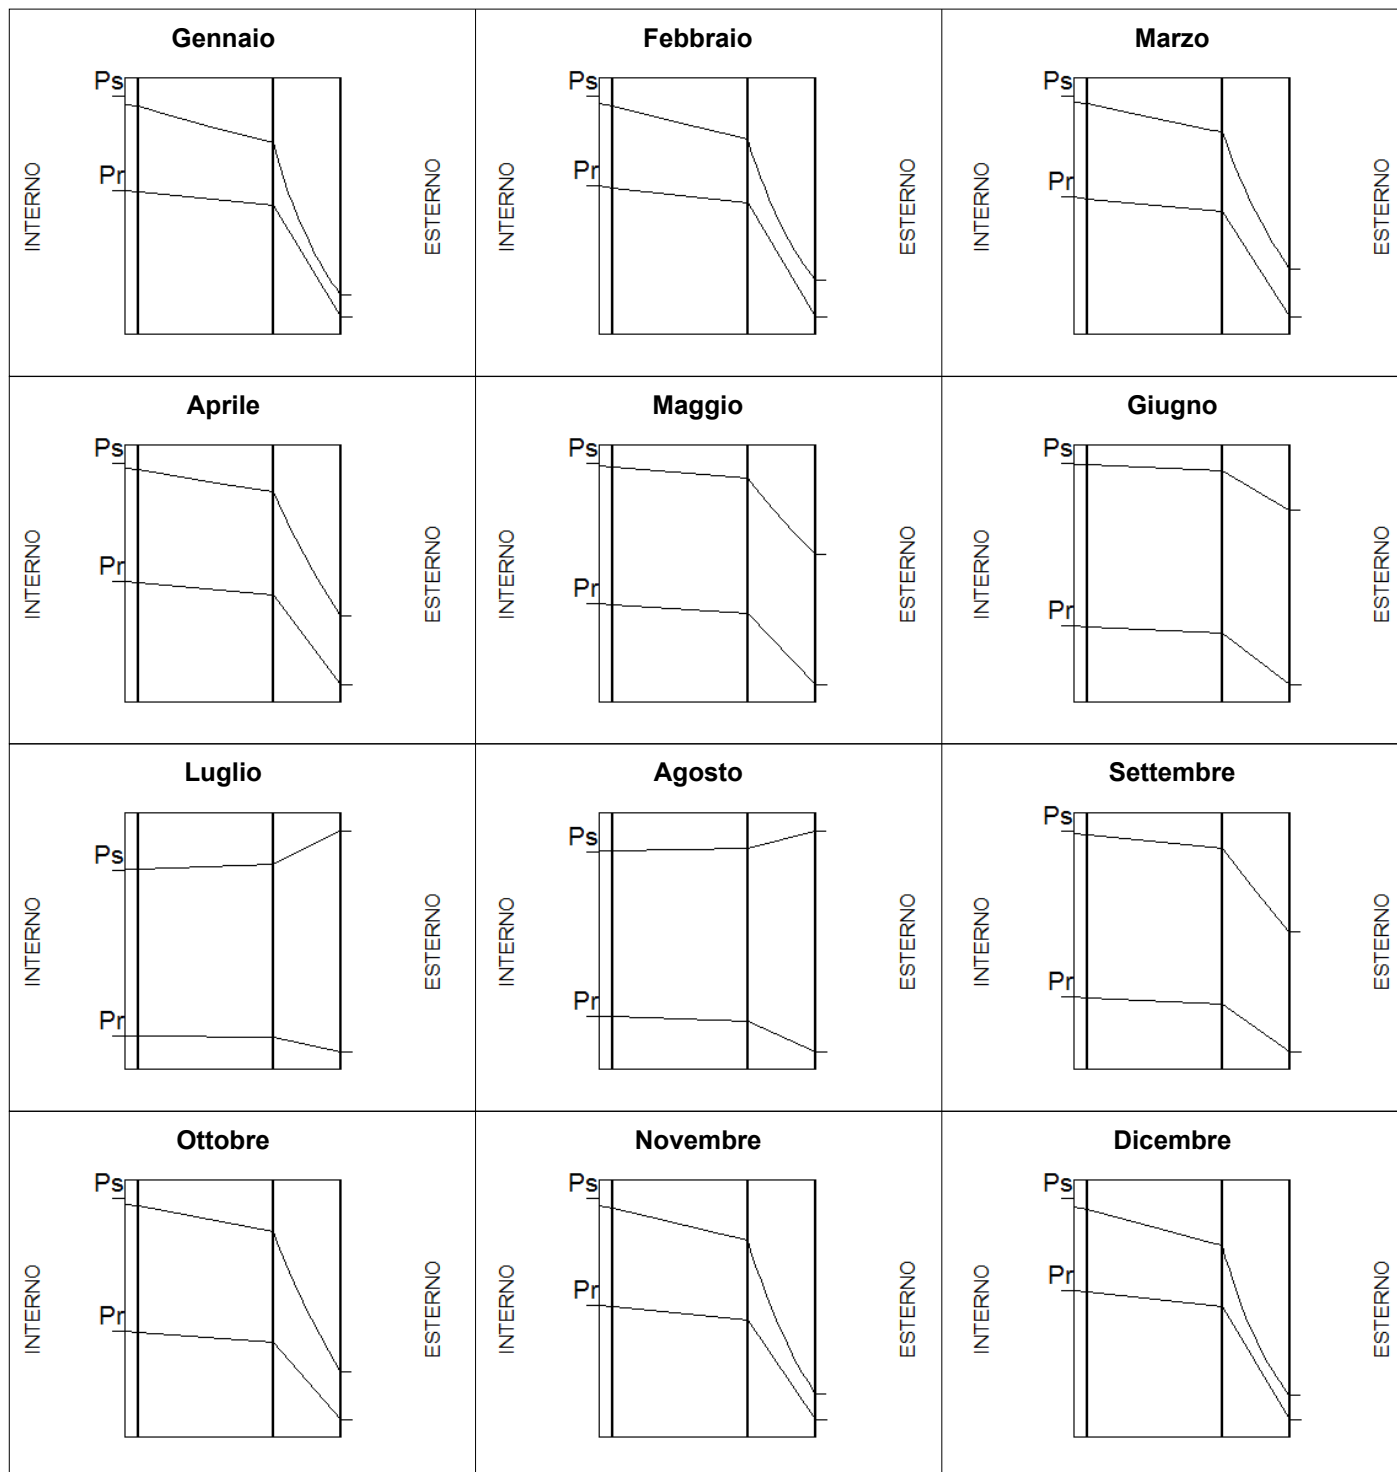 Gennaio
Ps
Pr
INTERNO
ESTERNO
Febbraio
Ps
Pr
INTERNO
ESTERNO
Marzo
Ps
Pr
INTERNO
ESTERNO
Aprile
Ps
Pr
INTERNO
ESTERNO
Maggio
Ps
Pr
INTERNO
ESTERNO
Giugno
Ps
Pr
INTERNO
ESTERNO
Luglio
Ps
Pr
INTERNO
ESTERNO
Agosto
Ps
Pr
INTERNO
ESTERNO
Settembre
Ps
Pr
INTERNO
ESTERNO
Ottobre
Ps
Pr
INTERNO
ESTERNO
Novembre
Ps
Pr
INTERNO
ESTERNO
Dicembre
Ps
Pr
INTERNO
ESTERNO